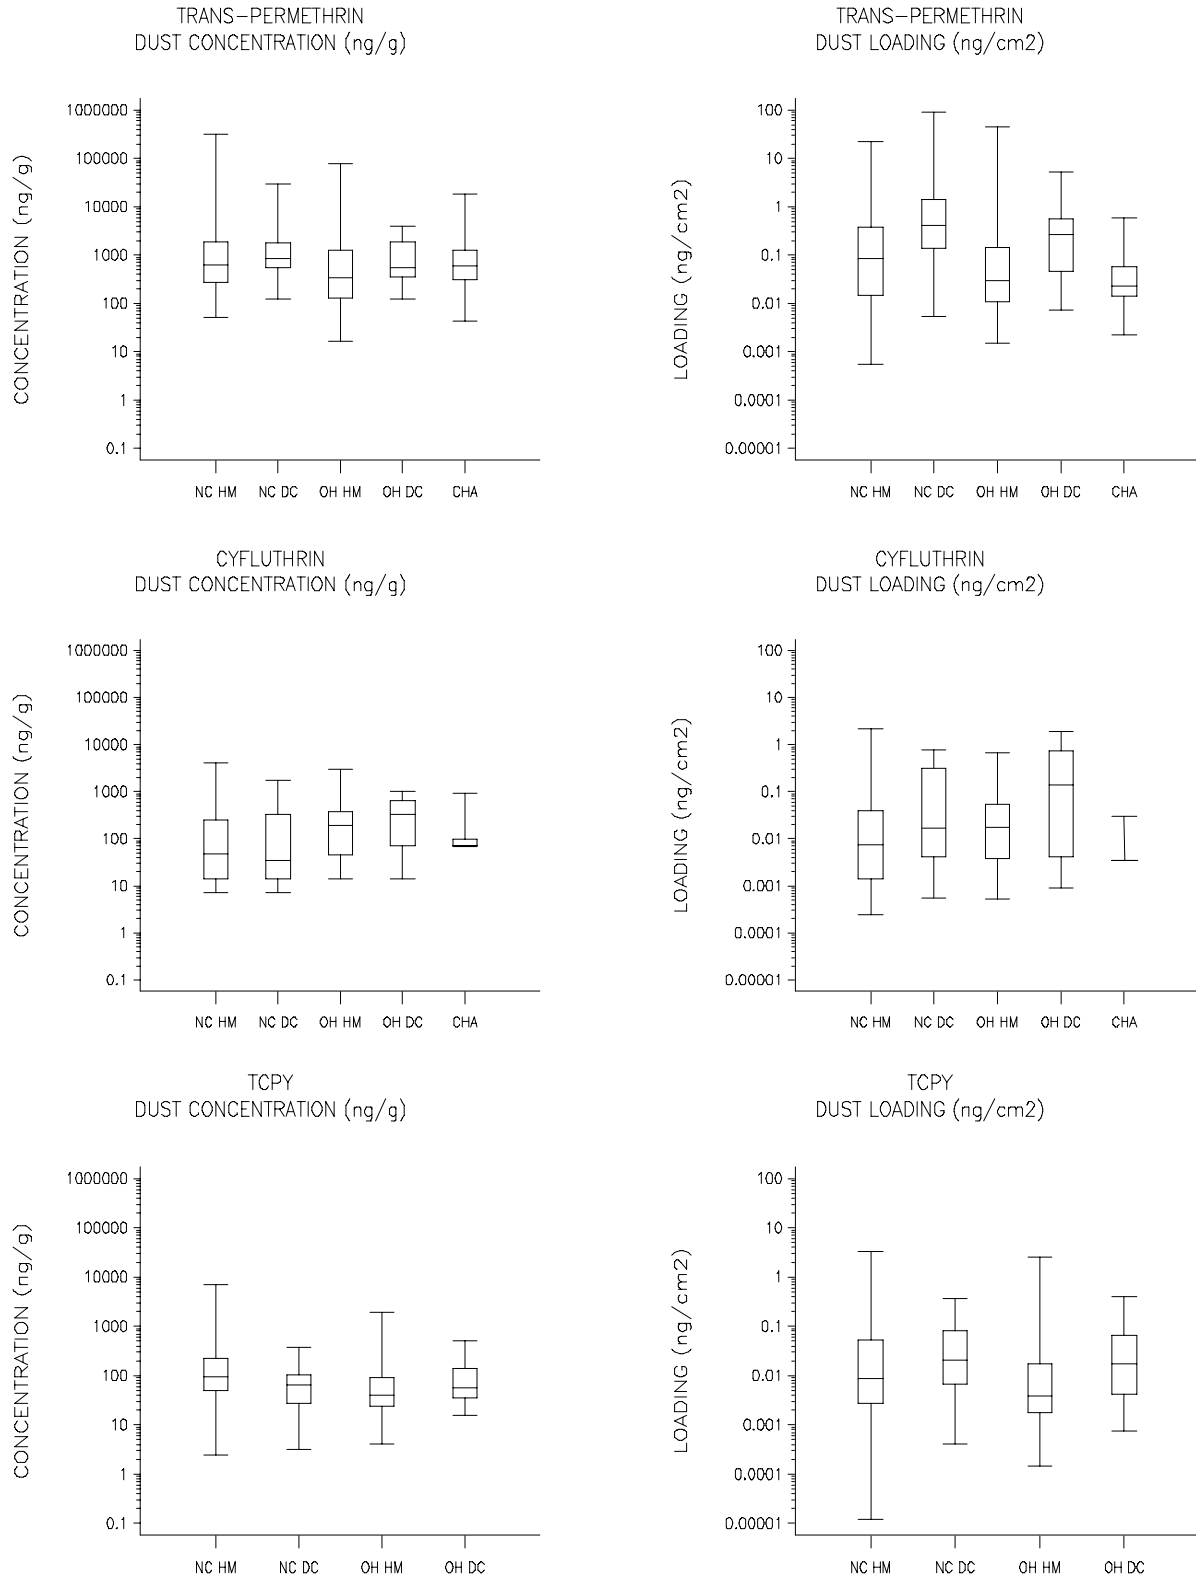 TRANS-PERMETHRIN
DUST CONCENTRATION (ng/g)
CONCENTRATION (ng/g)
1000000
100000
10000
1000
100
10
1
0.1
NC HM NC DC OH HM OH DC CHA
TRANS-PERMETHRIN
DUST LOADING (ng/cm2)
LOADING (ng/cm2)
100
10
1
0.1
0.01
0.001
0.0001
0.00001
NC HM NC DC OH HM OH DC CHA
CYFLUTHRIN
DUST CONCENTRATION (ng/g)
CONCENTRATION (ng/g)
1000000
100000
10000
1000
100
10
1
0.1
NC HM NC DC OH HM OH DC CHA
CYFLUTHRIN
DUST LOADING (ng/cm2)
LOADING (ng/cm2)
100
10
1
0.1
0.01
0.001
0.0001
0.00001
NC HM NC DC OH HM OH DC CHA
TCPY
DUST CONCENTRATION (ng/g)
CONCENTRATION (ng/g)
1000000
100000
10000
1000
100
10
1
0.1
NC HM NC DC OH HM OH DC
TCPY
DUST LOADING (ng/cm2)
LOADING (ng/cm2)
100
10
1
0.1
0.01
0.001
0.0001
0.00001
NC HM NC DC OH HM OH DC